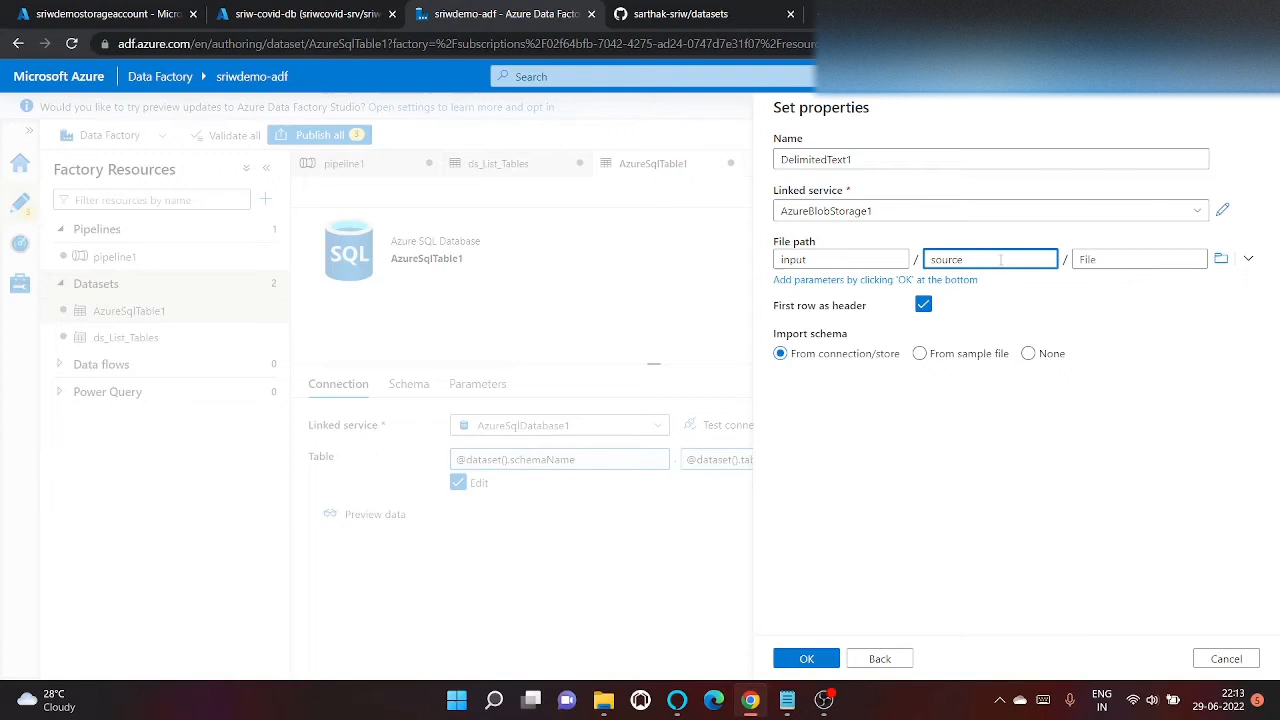 sriwdemostorageaccount - Micros
sriw-covid-db (sriwcovid-srv/sriw
sriwdemo-adf - Azure Data Factory
sarthak-sriw/datasets
adf.azure.com/en/authoring/dataset/AzureSqlTable1?factory=%2Fsubscriptions%2F02f64bfb-7042-4275-ad24-0747d7e31f07%2Fresou
Microsoft Azure
Data Factory
sriwdemo-adf
Search
Would you like to try preview updates to Azure Data Factory Studio? Open settings to learn more and opt in
Data Factory
Validate all
Publish all
3
Factory Resources
Filter resources by name
Pipelines
1
pipeline1
Datasets
2
AzureSqlTable1
ds_List_Tables
Data flows
0
Power Query
0
3
pipeline1
ds_List_Tables
AzureSqlTable1
SQL
Azure SQL Database
AzureSqlTable1
Connection
Schema
Parameters
Linked service *
AzureSqlDatabase1
Test conne
Table
@dataset().schemaName
.
@dataset().tab
Edit
Preview data
Set properties
Name
DelimitedText1
Linked service *
AzureBlobStorage1
File path
input / source / File
Add parameters by clicking 'OK' at the bottom
First row as header
Import schema
From connection/store
From sample file
None
OK
Back
Cancel
28°C
Cloudy
ENG
IN
22:13
29-06-2022
5